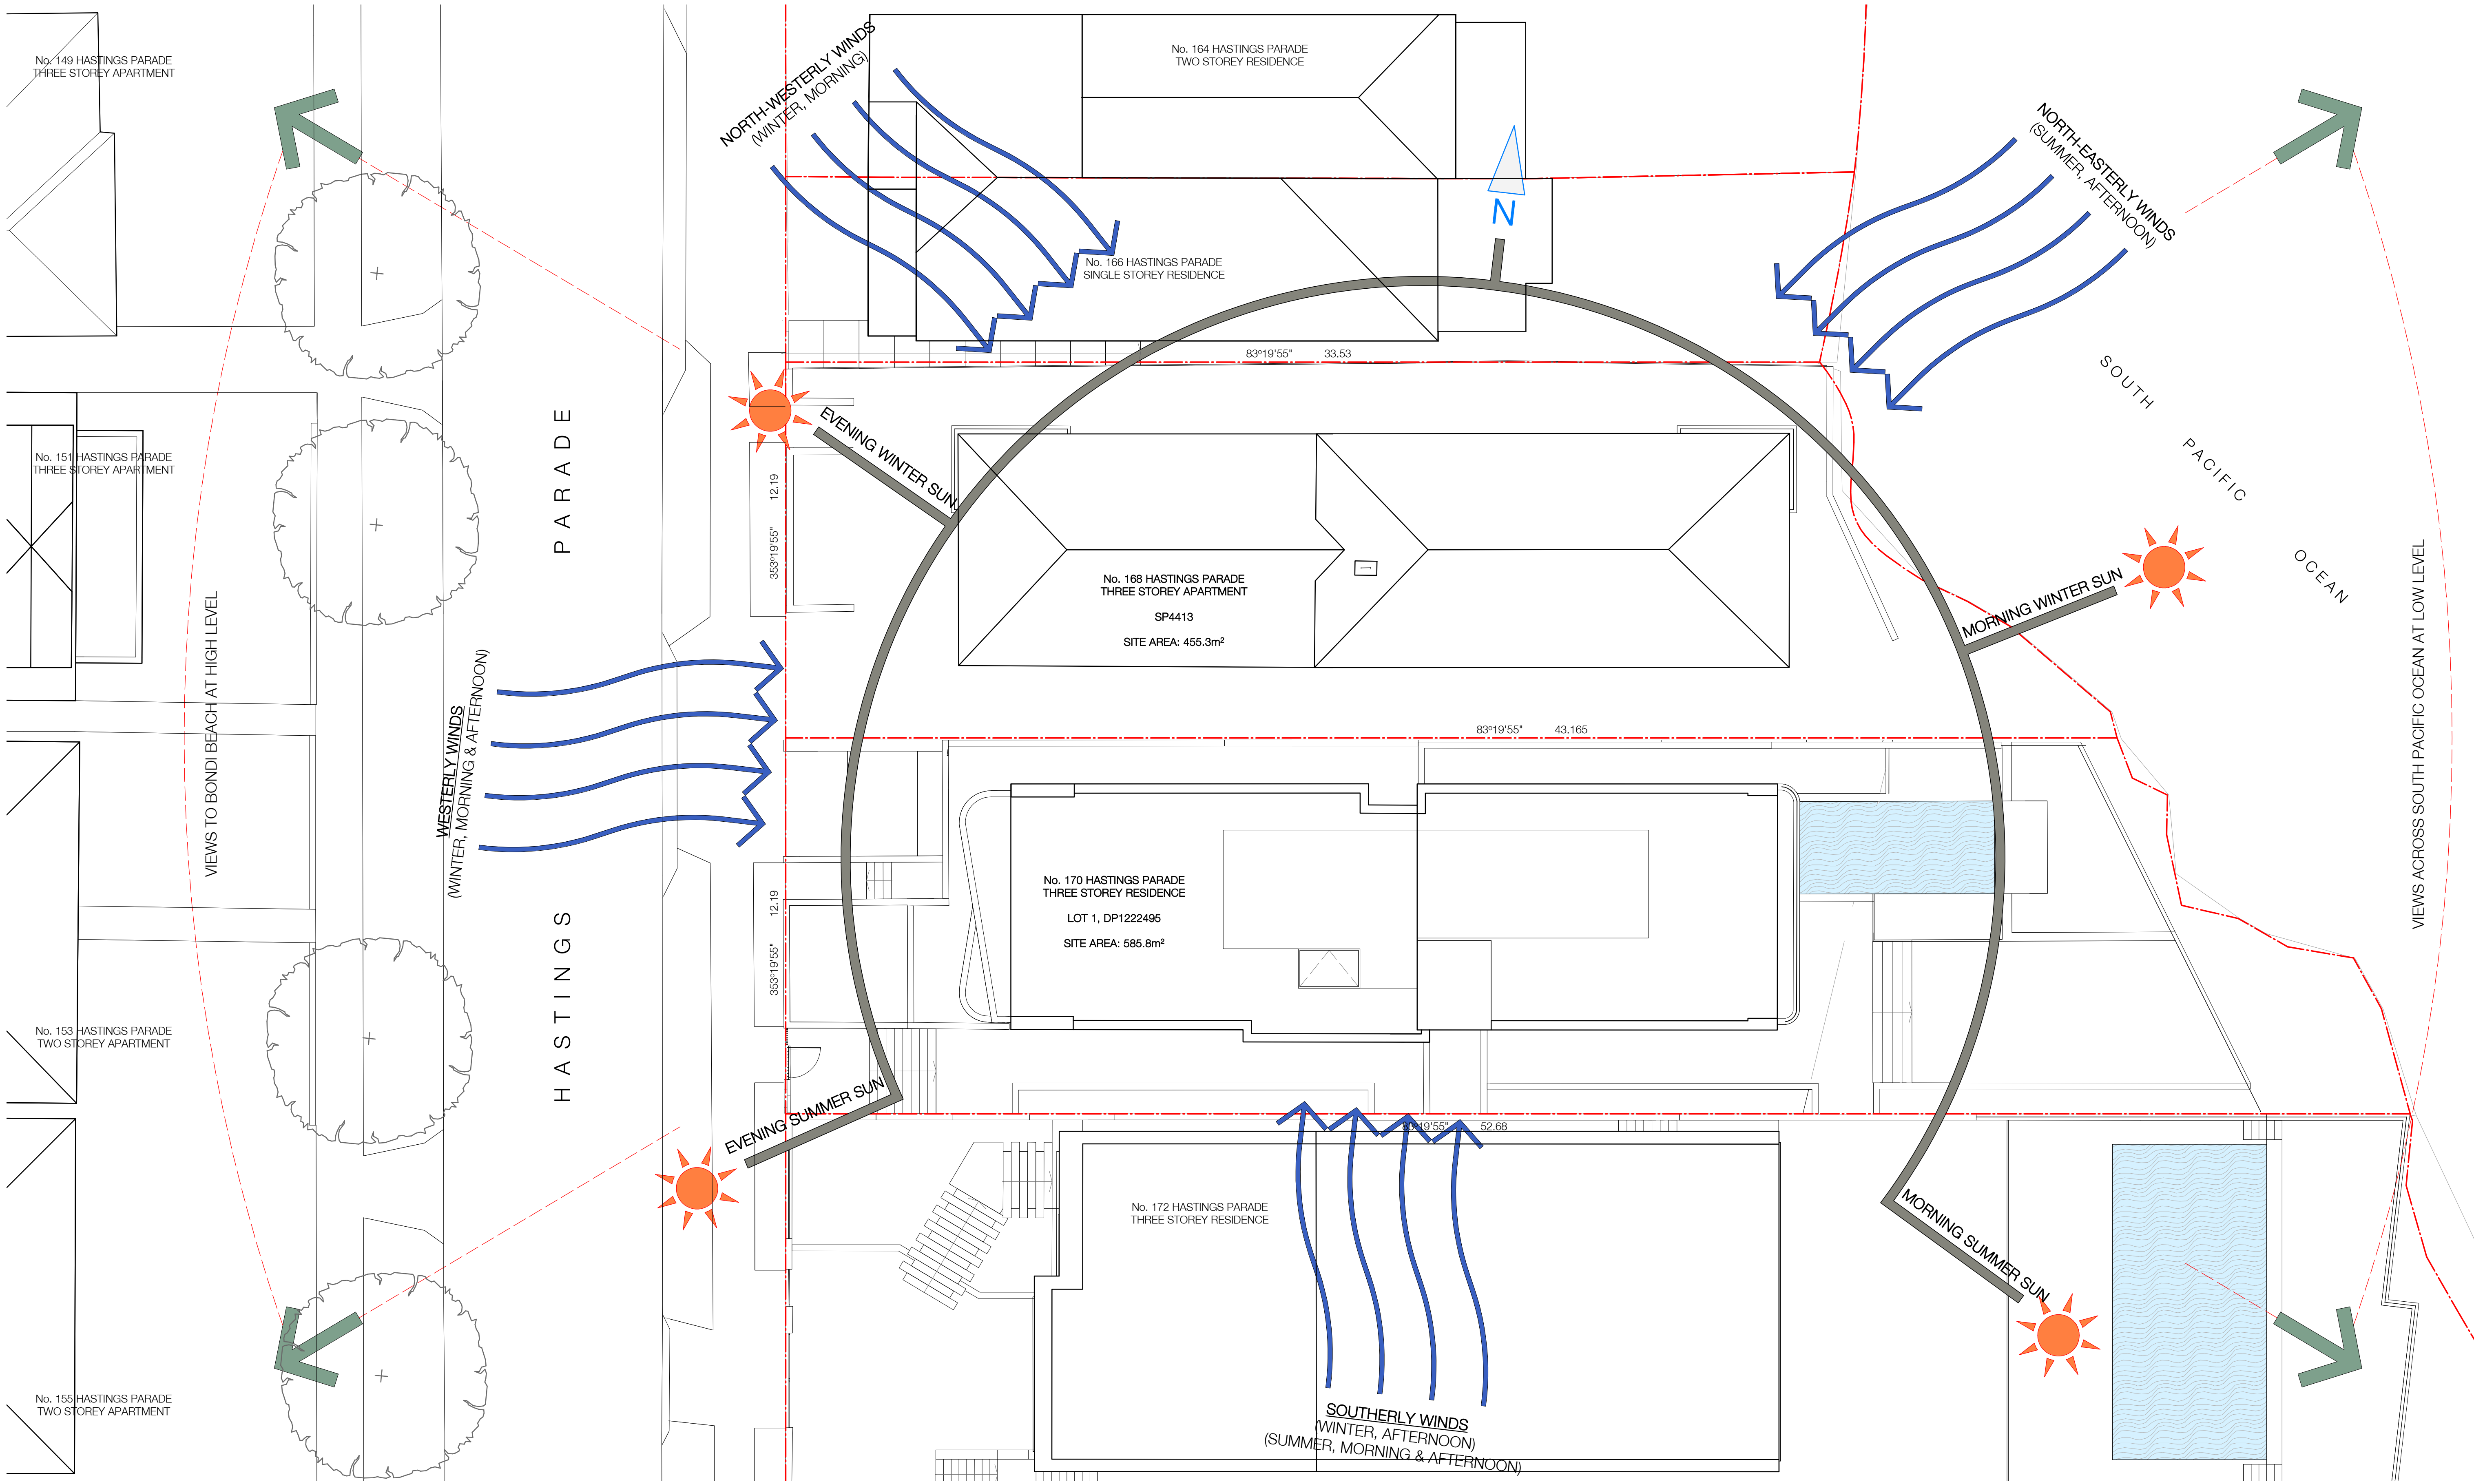 No. 149 HASTINGS PARADE
THREE STOREY APARTMENT
NORTH-WESTERLY WINDS
(WINTER, MORNING)
No. 164 HASTINGS PARADE
TWO STOREY RESIDENCE
N
NORTH-EASTERLY WINDS
(SUMMER, AFTERNOON)
No. 166 HASTINGS PARADE
SINGLE STOREY RESIDENCE
83°19'55" 33.53
SOUTH PACIFIC OCEAN
No. 151 HASTINGS PARADE
THREE STOREY APARTMENT
EVENING WINTER SUN
353°19'55" 12.19
HASTINGS PARADE
VIEWS TO BONDI BEACH AT HIGH LEVEL
WESTERLY WINDS
(WINTER, MORNING & AFTERNOON)
No. 168 HASTINGS PARADE
THREE STOREY APARTMENT
SP4413
SITE AREA: 455.3m²
MORNING WINTER SUN
VIEWS ACROSS SOUTH PACIFIC OCEAN AT LOW LEVEL
83°19'55" 43.165
No. 170 HASTINGS PARADE
THREE STOREY RESIDENCE
LOT 1, DP1222495
SITE AREA: 585.8m²
353°19'55" 12.19
No. 153 HASTINGS PARADE
TWO STOREY APARTMENT
EVENING SUMMER SUN
83°19'55" 52.68
No. 172 HASTINGS PARADE
THREE STOREY RESIDENCE
MORNING SUMMER SUN
No. 155 HASTINGS PARADE
TWO STOREY APARTMENT
SOUTHERLY WINDS
(WINTER, AFTERNOON)
(SUMMER, MORNING & AFTERNOON)